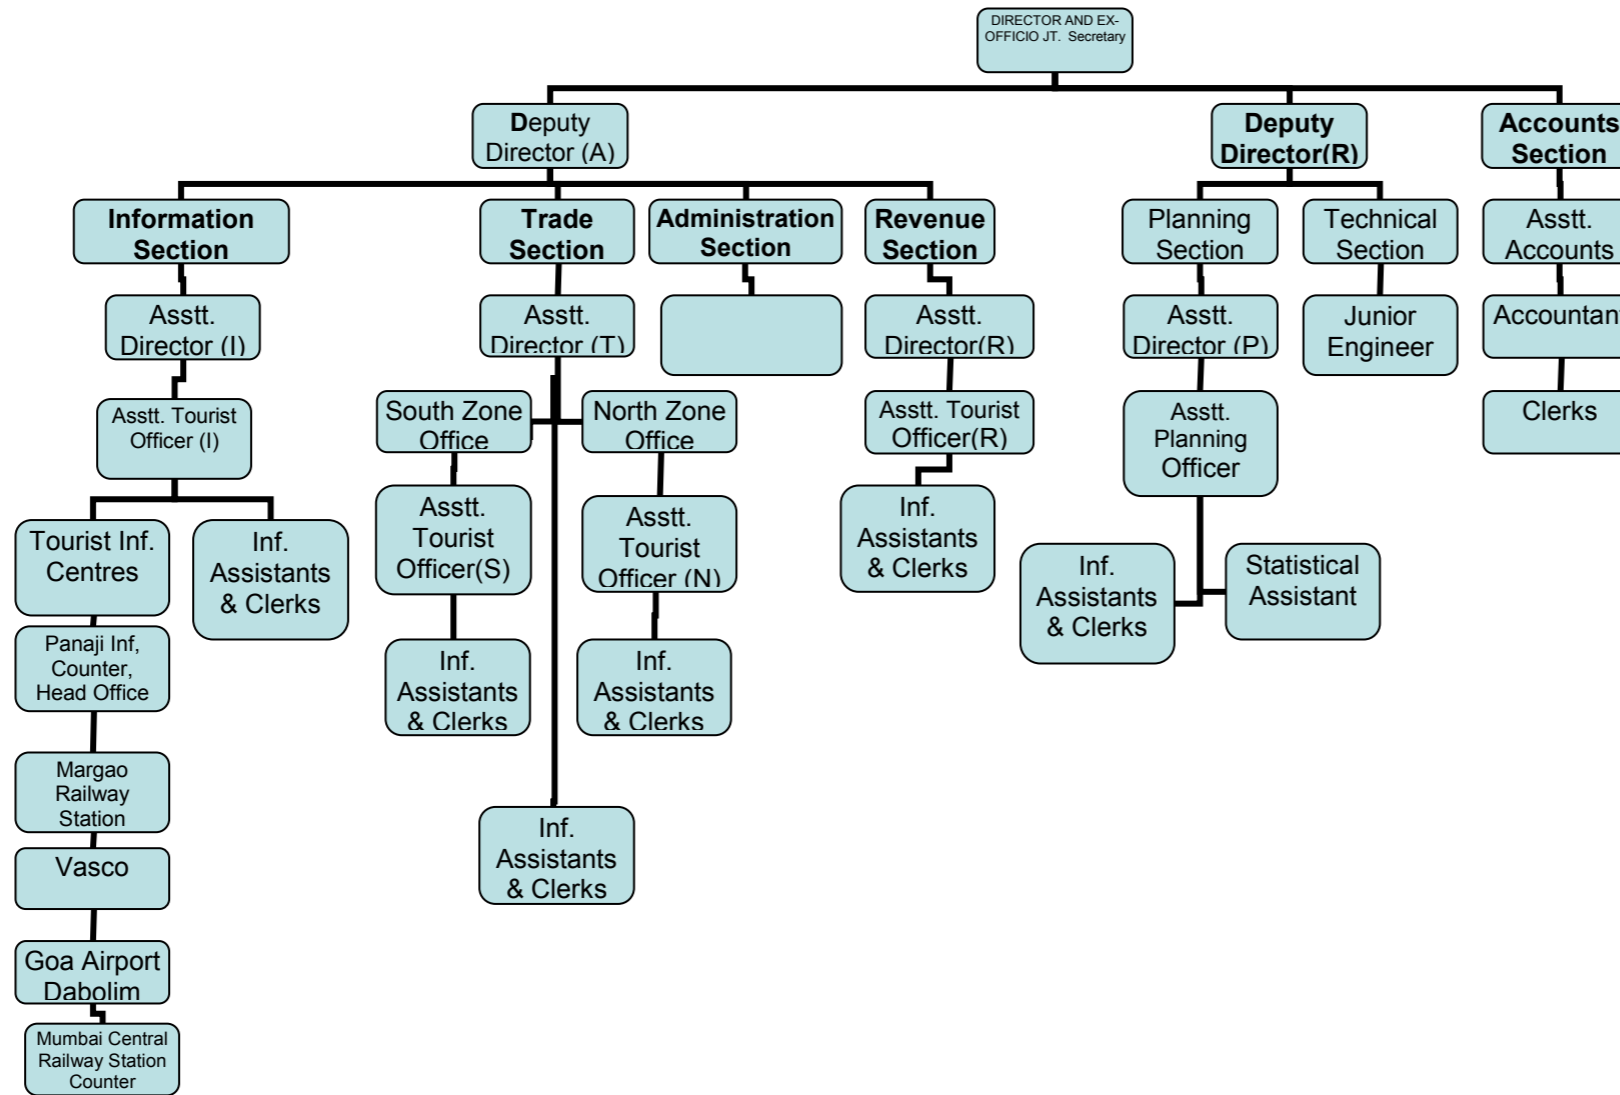 DIRECTOR AND EX-
OFFICIO JT. Secretary
Deputy
Director (A)
Deputy
Director(R)
Accounts
Section
Information
Section
Trade
Section
Administration
Section
Revenue
Section
Planning
Section
Technical
Section
Asstt.
Accounts
Asstt.
Director (I)
Asstt.
Director (T)
Asstt.
Director(R)
Asstt.
Director (P)
Junior
Engineer
Accountant
Asstt. Tourist
Officer (I)
South Zone
Office
North Zone
Office
Asstt. Tourist
Officer(R)
Asstt.
Planning
Officer
Clerks
Tourist Inf.
Centres
Inf.
Assistants
& Clerks
Asstt.
Tourist
Officer(S)
Asstt.
Tourist
Officer (N)
Inf.
Assistants
& Clerks
Inf.
Assistants
& Clerks
Statistical
Assistant
Panaji Inf,
Counter,
Head Office
Inf.
Assistants
& Clerks
Inf.
Assistants
& Clerks
Margao
Railway
Station
Inf.
Assistants
& Clerks
Vasco
Goa Airport
Dabolim
Mumbai Central
Railway Station
Counter